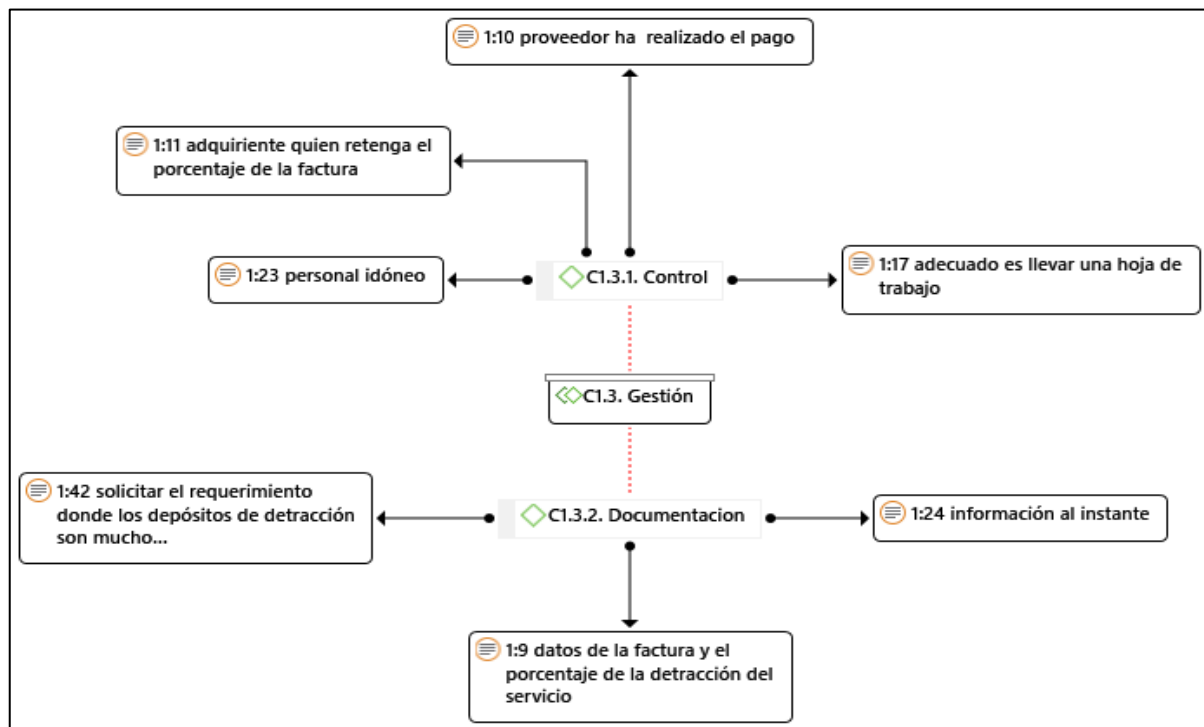 1:10 proveedor ha  realizado el pago
1:11 adquiriente quien retenga el
porcentaje de la factura
1:23 personal idóneo
C1.3.1. Control
1:17 adecuado es llevar una hoja de
trabajo
C1.3. Gestión
1:42 solicitar el requerimiento
donde los depósitos de detracción
son mucho...
C1.3.2. Documentacion
1:24 información al instante
1:9 datos de la factura y el
porcentaje de la detracción del
servicio